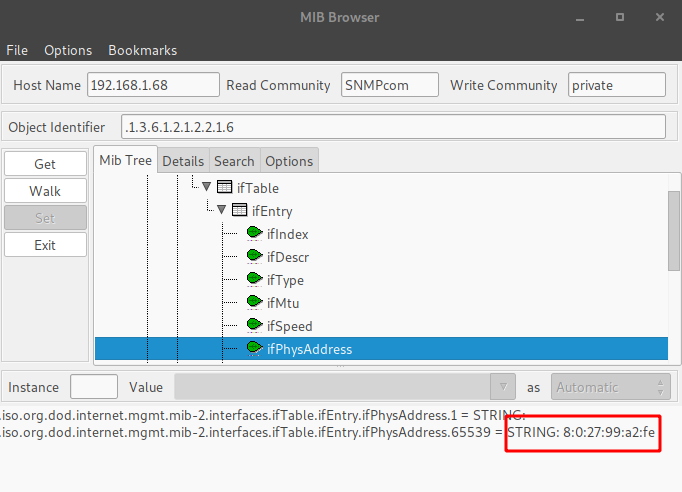 MIB Browser
File Options Bookmarks
Host Name 192.168.1.68 Read Community SNMPcom Write Community private
Object Identifier .1.3.6.1.2.1.2.2.1.6
Get
Walk
Set
Exit
Mib Tree Details Search Options
ifTable
ifEntry
ifIndex
ifDescr
ifType
ifMtu
ifSpeed
ifPhysAddress
Instance Value as Automatic
.iso.org.dod.internet.mgmt.mib-2.interfaces.ifTable.ifEntry.ifPhysAddress.1 = STRING:
.iso.org.dod.internet.mgmt.mib-2.interfaces.ifTable.ifEntry.ifPhysAddress.65539 = STRING: 8:0:27:99:a2:fe